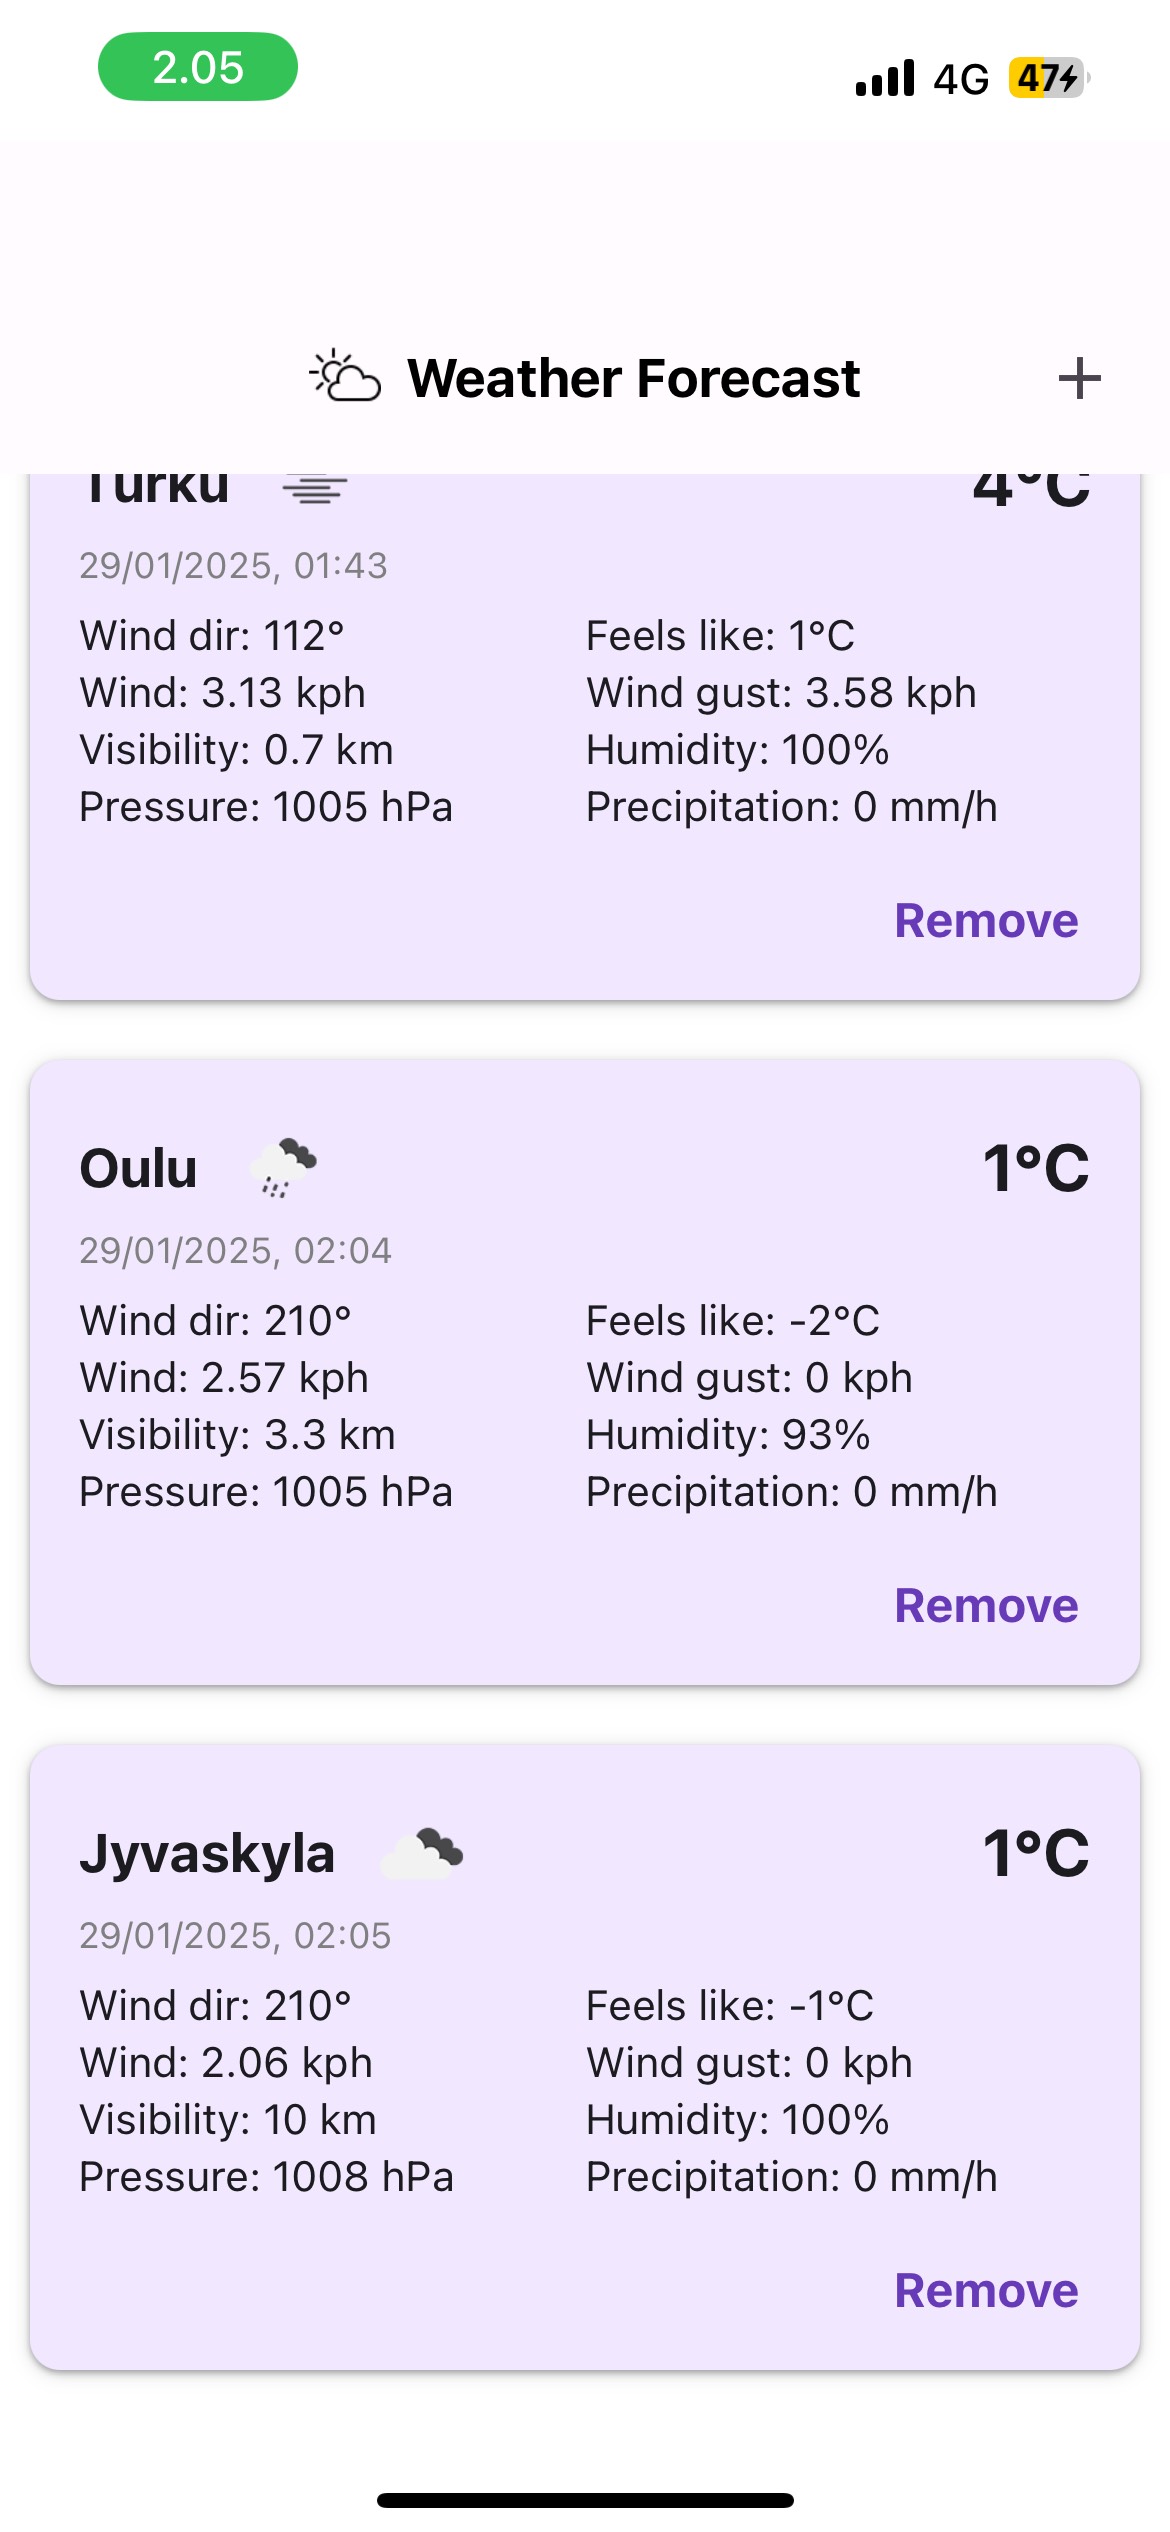 2.05
4G 47
Weather Forecast +
Turku 4°C
29/01/2025, 01:43
Wind dir: 112° Feels like: 1°C
Wind: 3.13 kph Wind gust: 3.58 kph
Visibility: 0.7 km Humidity: 100%
Pressure: 1005 hPa Precipitation: 0 mm/h
Remove
Oulu 1°C
29/01/2025, 02:04
Wind dir: 210° Feels like: -2°C
Wind: 2.57 kph Wind gust: 0 kph
Visibility: 3.3 km Humidity: 93%
Pressure: 1005 hPa Precipitation: 0 mm/h
Remove
Jyvaskyla 1°C
29/01/2025, 02:05
Wind dir: 210° Feels like: -1°C
Wind: 2.06 kph Wind gust: 0 kph
Visibility: 10 km Humidity: 100%
Pressure: 1008 hPa Precipitation: 0 mm/h
Remove